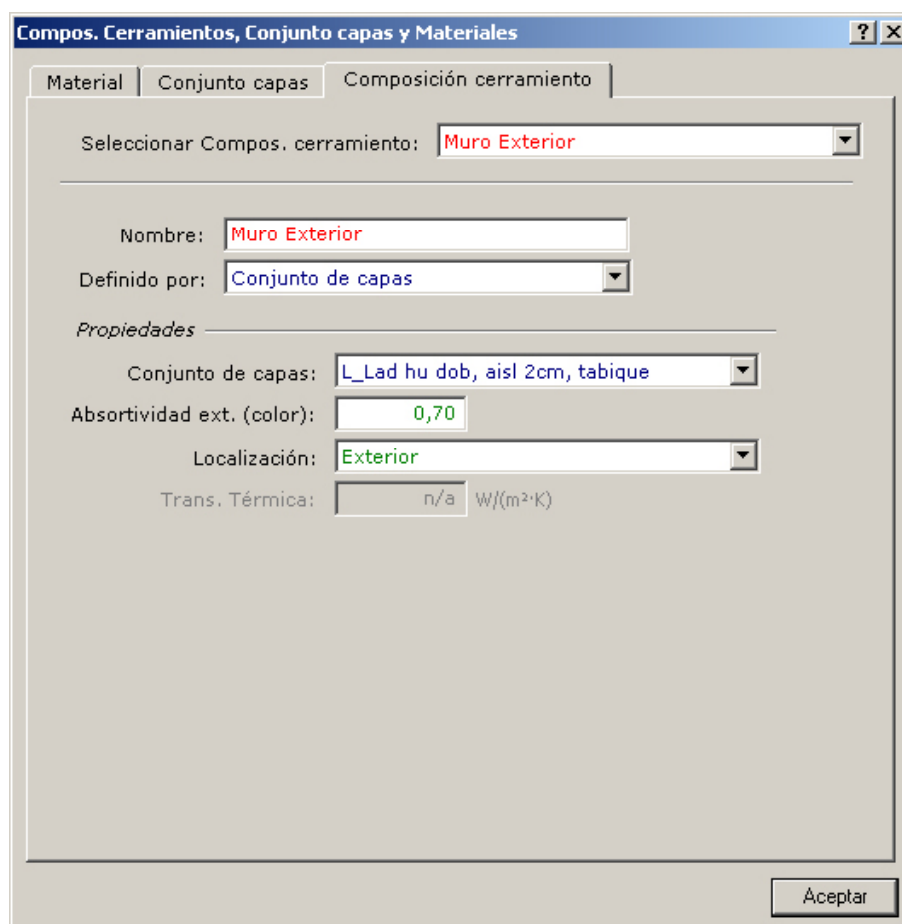 Compos. Cerramientos, Conjunto capas y Materiales
Material Conjunto capas Composición cerramiento
Seleccionar Compos. cerramiento: Muro Exterior
Nombre: Muro Exterior
Definido por: Conjunto de capas
Propiedades
Conjunto de capas: L_Lad hu dob, aisl 2cm, tabique
Absortividad ext. (color): 0,70
Localización: Exterior
Trans. Térmica: n/a W/(m²·K)
Aceptar